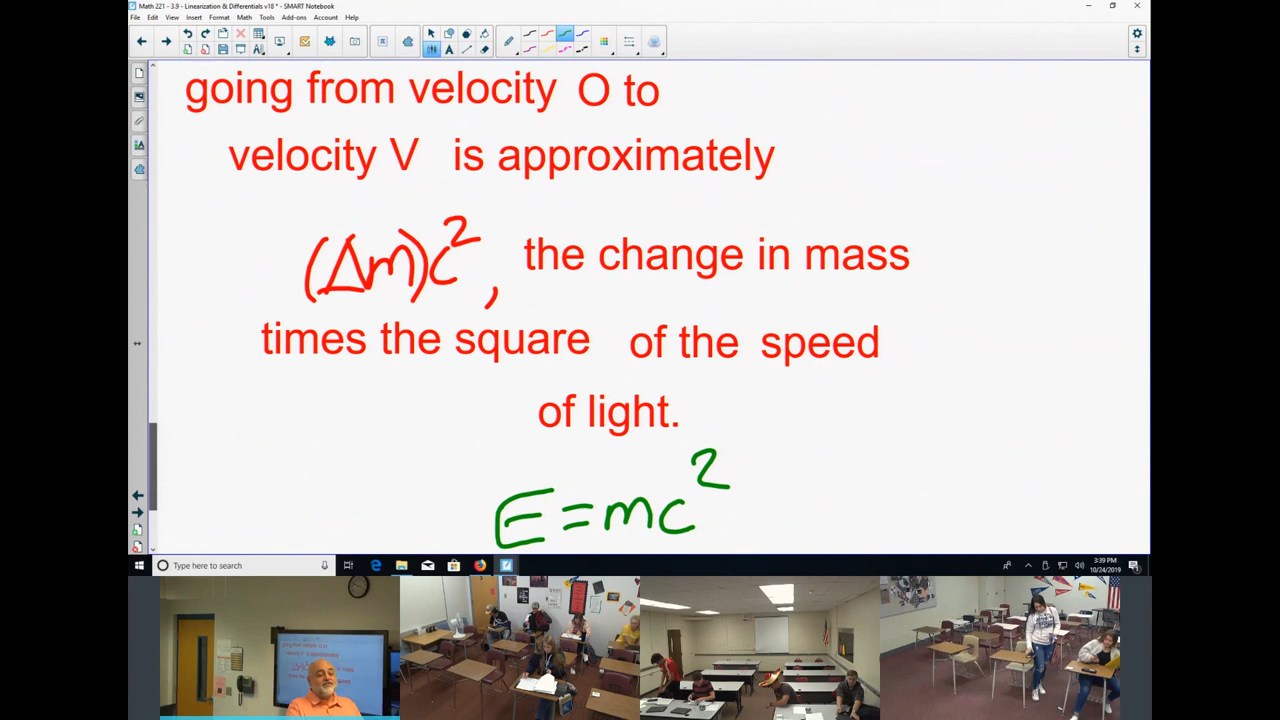 Math 221 - 3.9 - Linearization & Differentials v18 * - SMART Notebook
File Edit View Insert Format Math Tools Add-ons Account Help
going from velocity O to
velocity V is approximately
(Δm)c², the change in mass
times the square of the speed
of light.
E=mc²
Type here to search
3:39 PM
10/24/2019